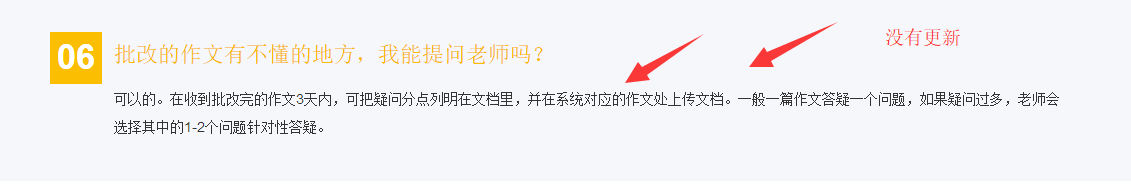 没有更新
06 批改的作文有不懂的地方，我能提问老师吗？
可以的。在收到批改完的作文3天内，可把疑问分点列明在文档里，并在系统对应的作文处上传文档。一般一篇作文答疑一个问题，如果疑问过多，老师会
选择其中的1-2个问题针对性答疑。